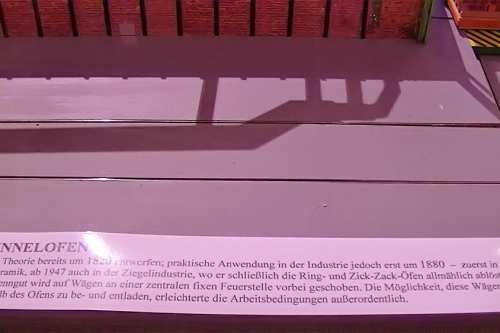 NNELOFEN
Theorie bereits um 1820 entworfen; praktische Anwendung in der Industrie jedoch erst um 1880 – zuerst in
ramik, ab 1947 auch in der Ziegelindustrie, wo er schließlich die Ring- und Zick-Zack-Öfen allmählich ablöst
enngut wird auf Wägen an einer zentralen fixen Feuerstelle vorbei geschoben. Die Möglichkeit, diese Wägen
lb des Ofens zu be- und entladen, erleichterte die Arbeitsbedingungen außerordentlich.